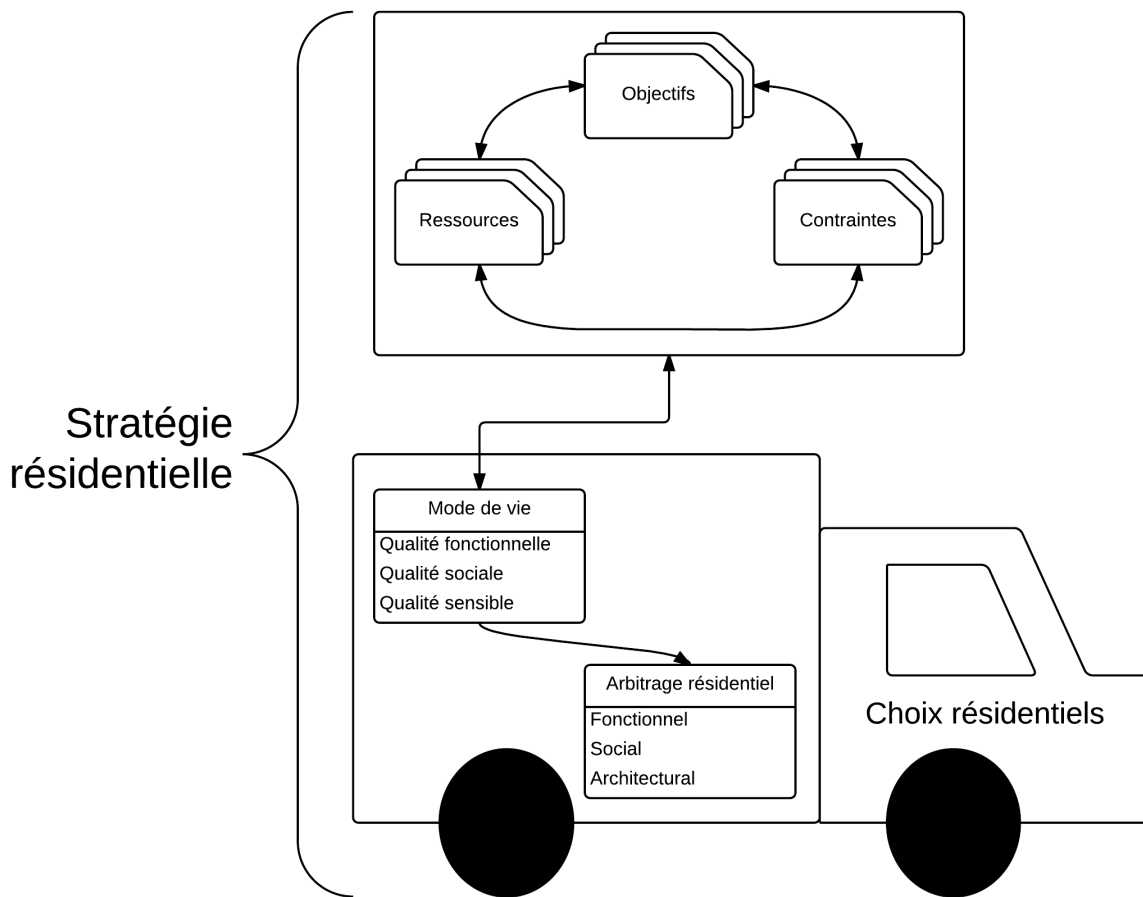 Objectifs
Ressources
Contraintes
Stratégie
résidentielle
Mode de vie
Qualité fonctionnelle
Qualité sociale
Qualité sensible
Arbitrage résidentiel
Fonctionnel
Social
Architectural
Choix résidentiels